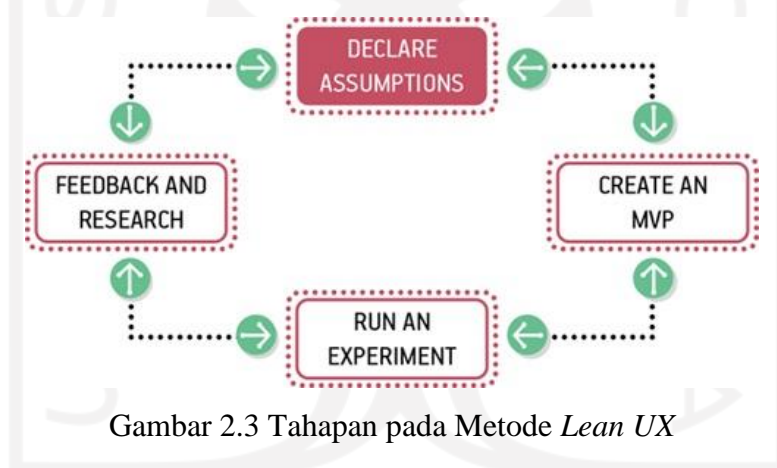 DECLARE
ASSUMPTIONS
FEEDBACK AND
RESEARCH
CREATE AN
MVP
RUN AN
EXPERIMENT
Gambar 2.3 Tahapan pada Metode Lean UX